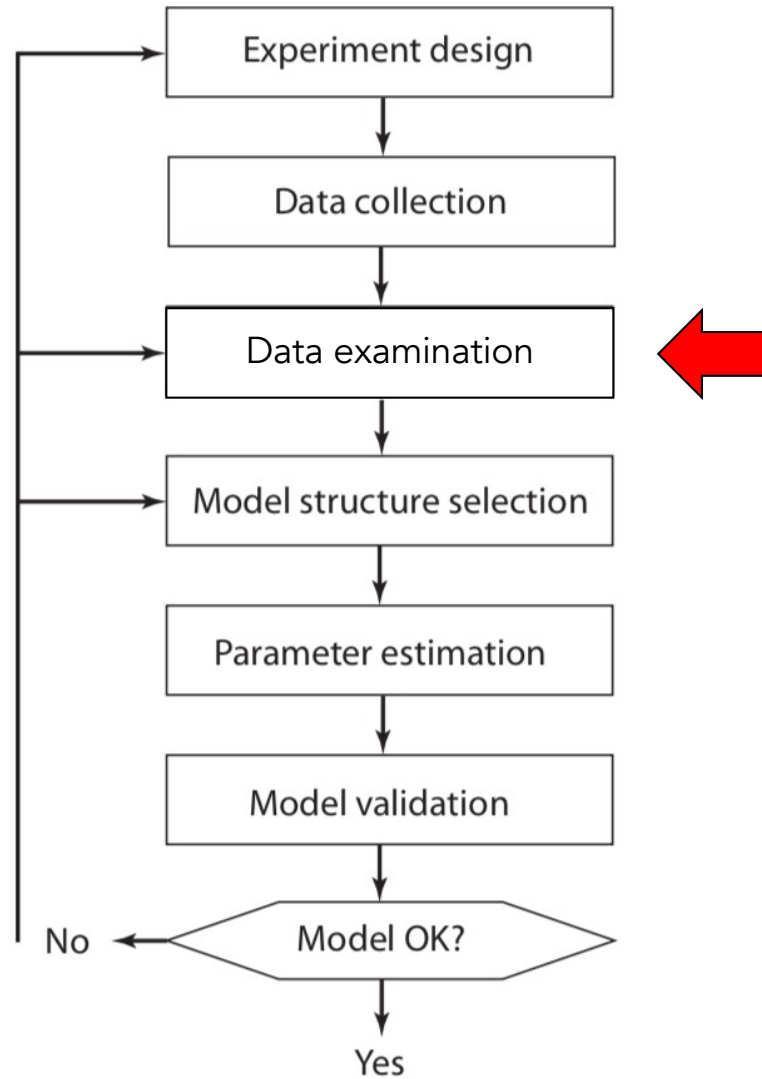 Experiment design
Data collection
Data examination
Model structure selection
Parameter estimation
Model validation
No
Model OK?
Yes